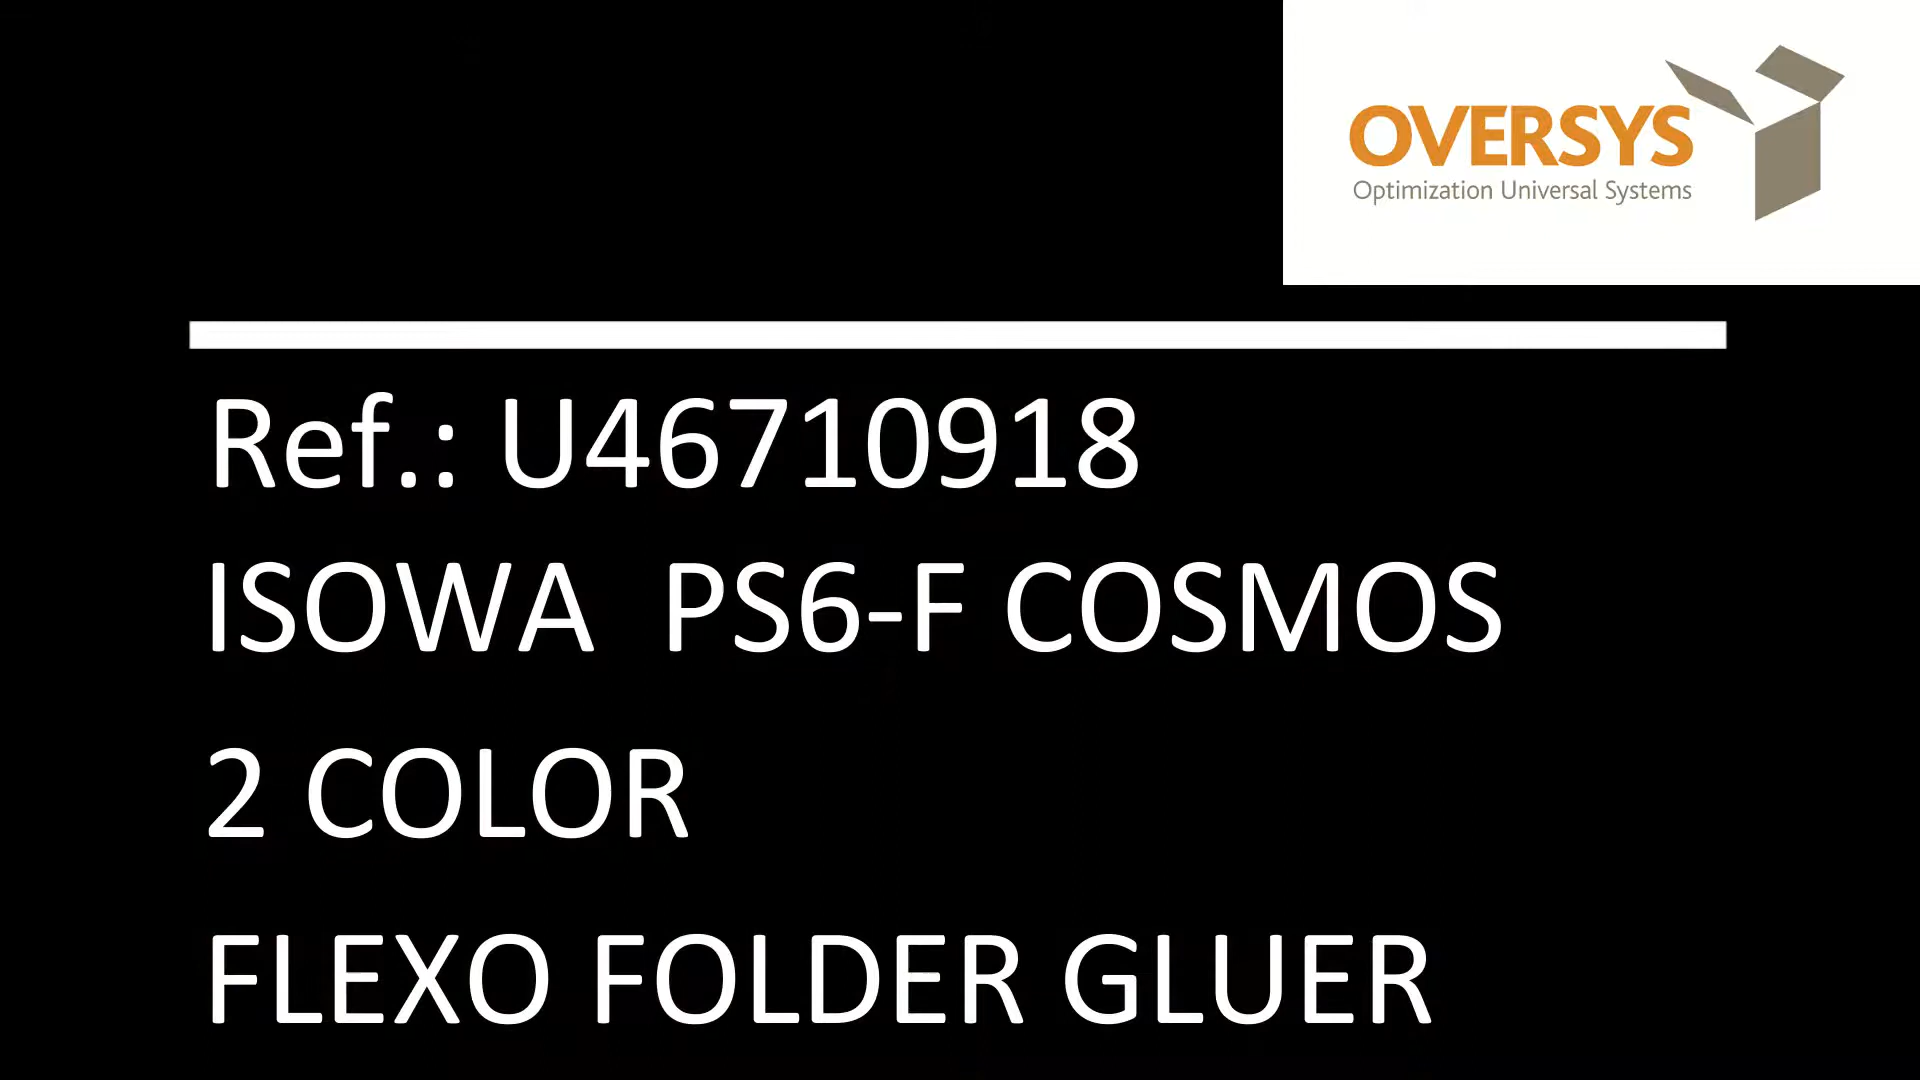 OVERSYS
Optimization Universal Systems
Ref.: U46710918
ISOWA  PS6-F COSMOS
2 COLOR
FLEXO FOLDER GLUER